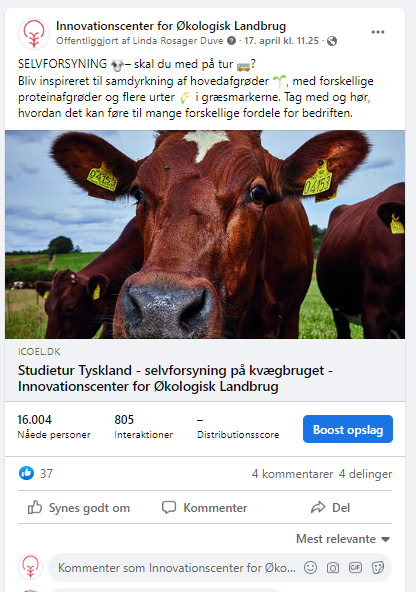 Innovationscenter for Økologisk Landbrug
Offentliggjort af Linda Rosager Duve · 17. april kl. 11.25 ·
SELVFORSYNING 🐄– skal du med på tur 🚌?
Bliv inspireret til samdyrkning af hovedafgrøder 🌱, med forskellige
proteinafgrøder og flere urter 🌾 i græsmarkerne. Tag med og hør,
hvordan det kan føre til mange forskellige fordele for bedriften.
04153
04153
ICOEL.DK
Studietur Tyskland - selvforsyning på kvægbruget -
Innovationscenter for Økologisk Landbrug
16.004
Nåede personer
805
Interaktioner
–
Distributionsscore
Boost opslag
37
4 kommentarer 4 delinger
Synes godt om
Kommenter
Del
Mest relevante
Kommenter som Innovationscenter for Øko...
GIF